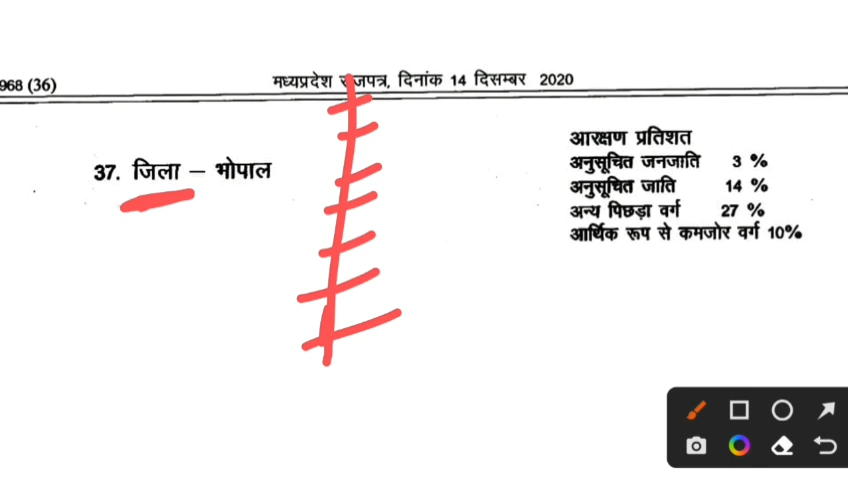 968 (36)
मध्यप्रदेश राजपत्र, दिनांक 14 दिसम्बर 2020
37. जिला – भोपाल
आरक्षण प्रतिशत
अनुसूचित जनजाति 3 %
अनुसूचित जाति 14 %
अन्य पिछड़ा वर्ग 27 %
आर्थिक रूप से कमजोर वर्ग 10%